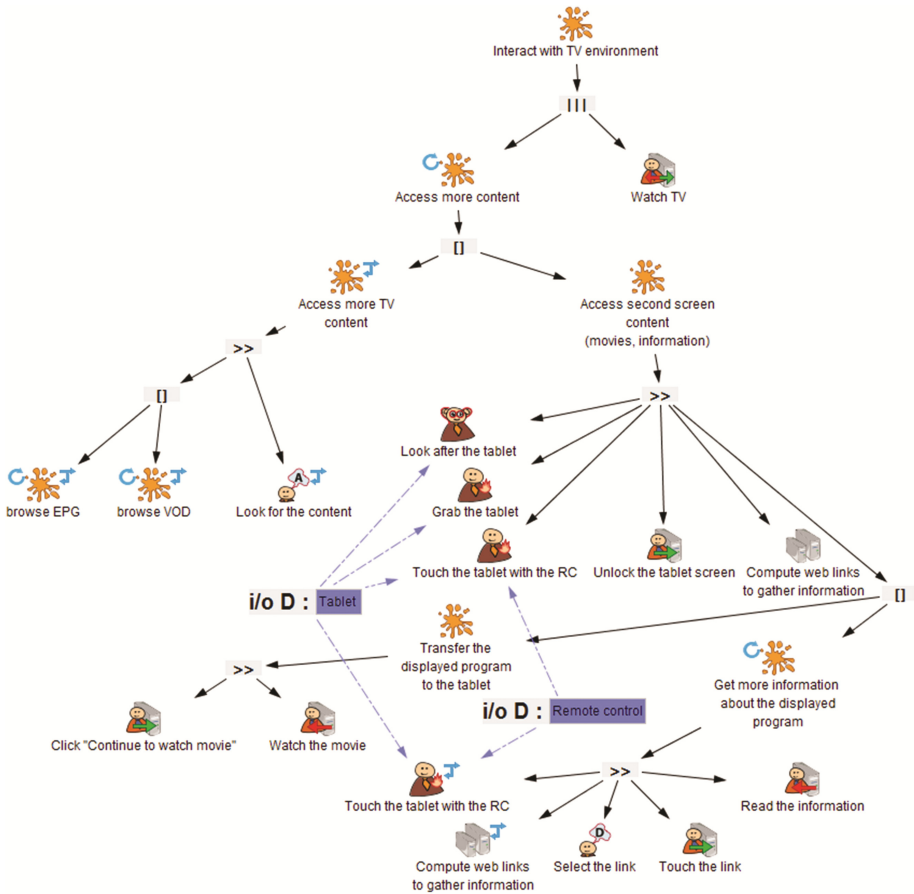 Interact with TV environment
|||
Access more content
Watch TV
[]
Access more TV
content
Access second screen
content
(movies, information)
>>
[]
>>
Look after the tablet
browse EPG
browse VOD
A
Look for the content
Grab the tablet
Touch the tablet with the RC
Unlock the tablet screen
Compute web links
to gather information
[]
i/o D : Tablet
Transfer the
displayed program
to the tablet
>>
Get more information
about the displayed
program
i/o D : Remote control
Click "Continue to watch movie"
Watch the movie
>>
Touch the tablet with the RC
Read the information
Compute web links
to gather information
D
Select the link
Touch the link